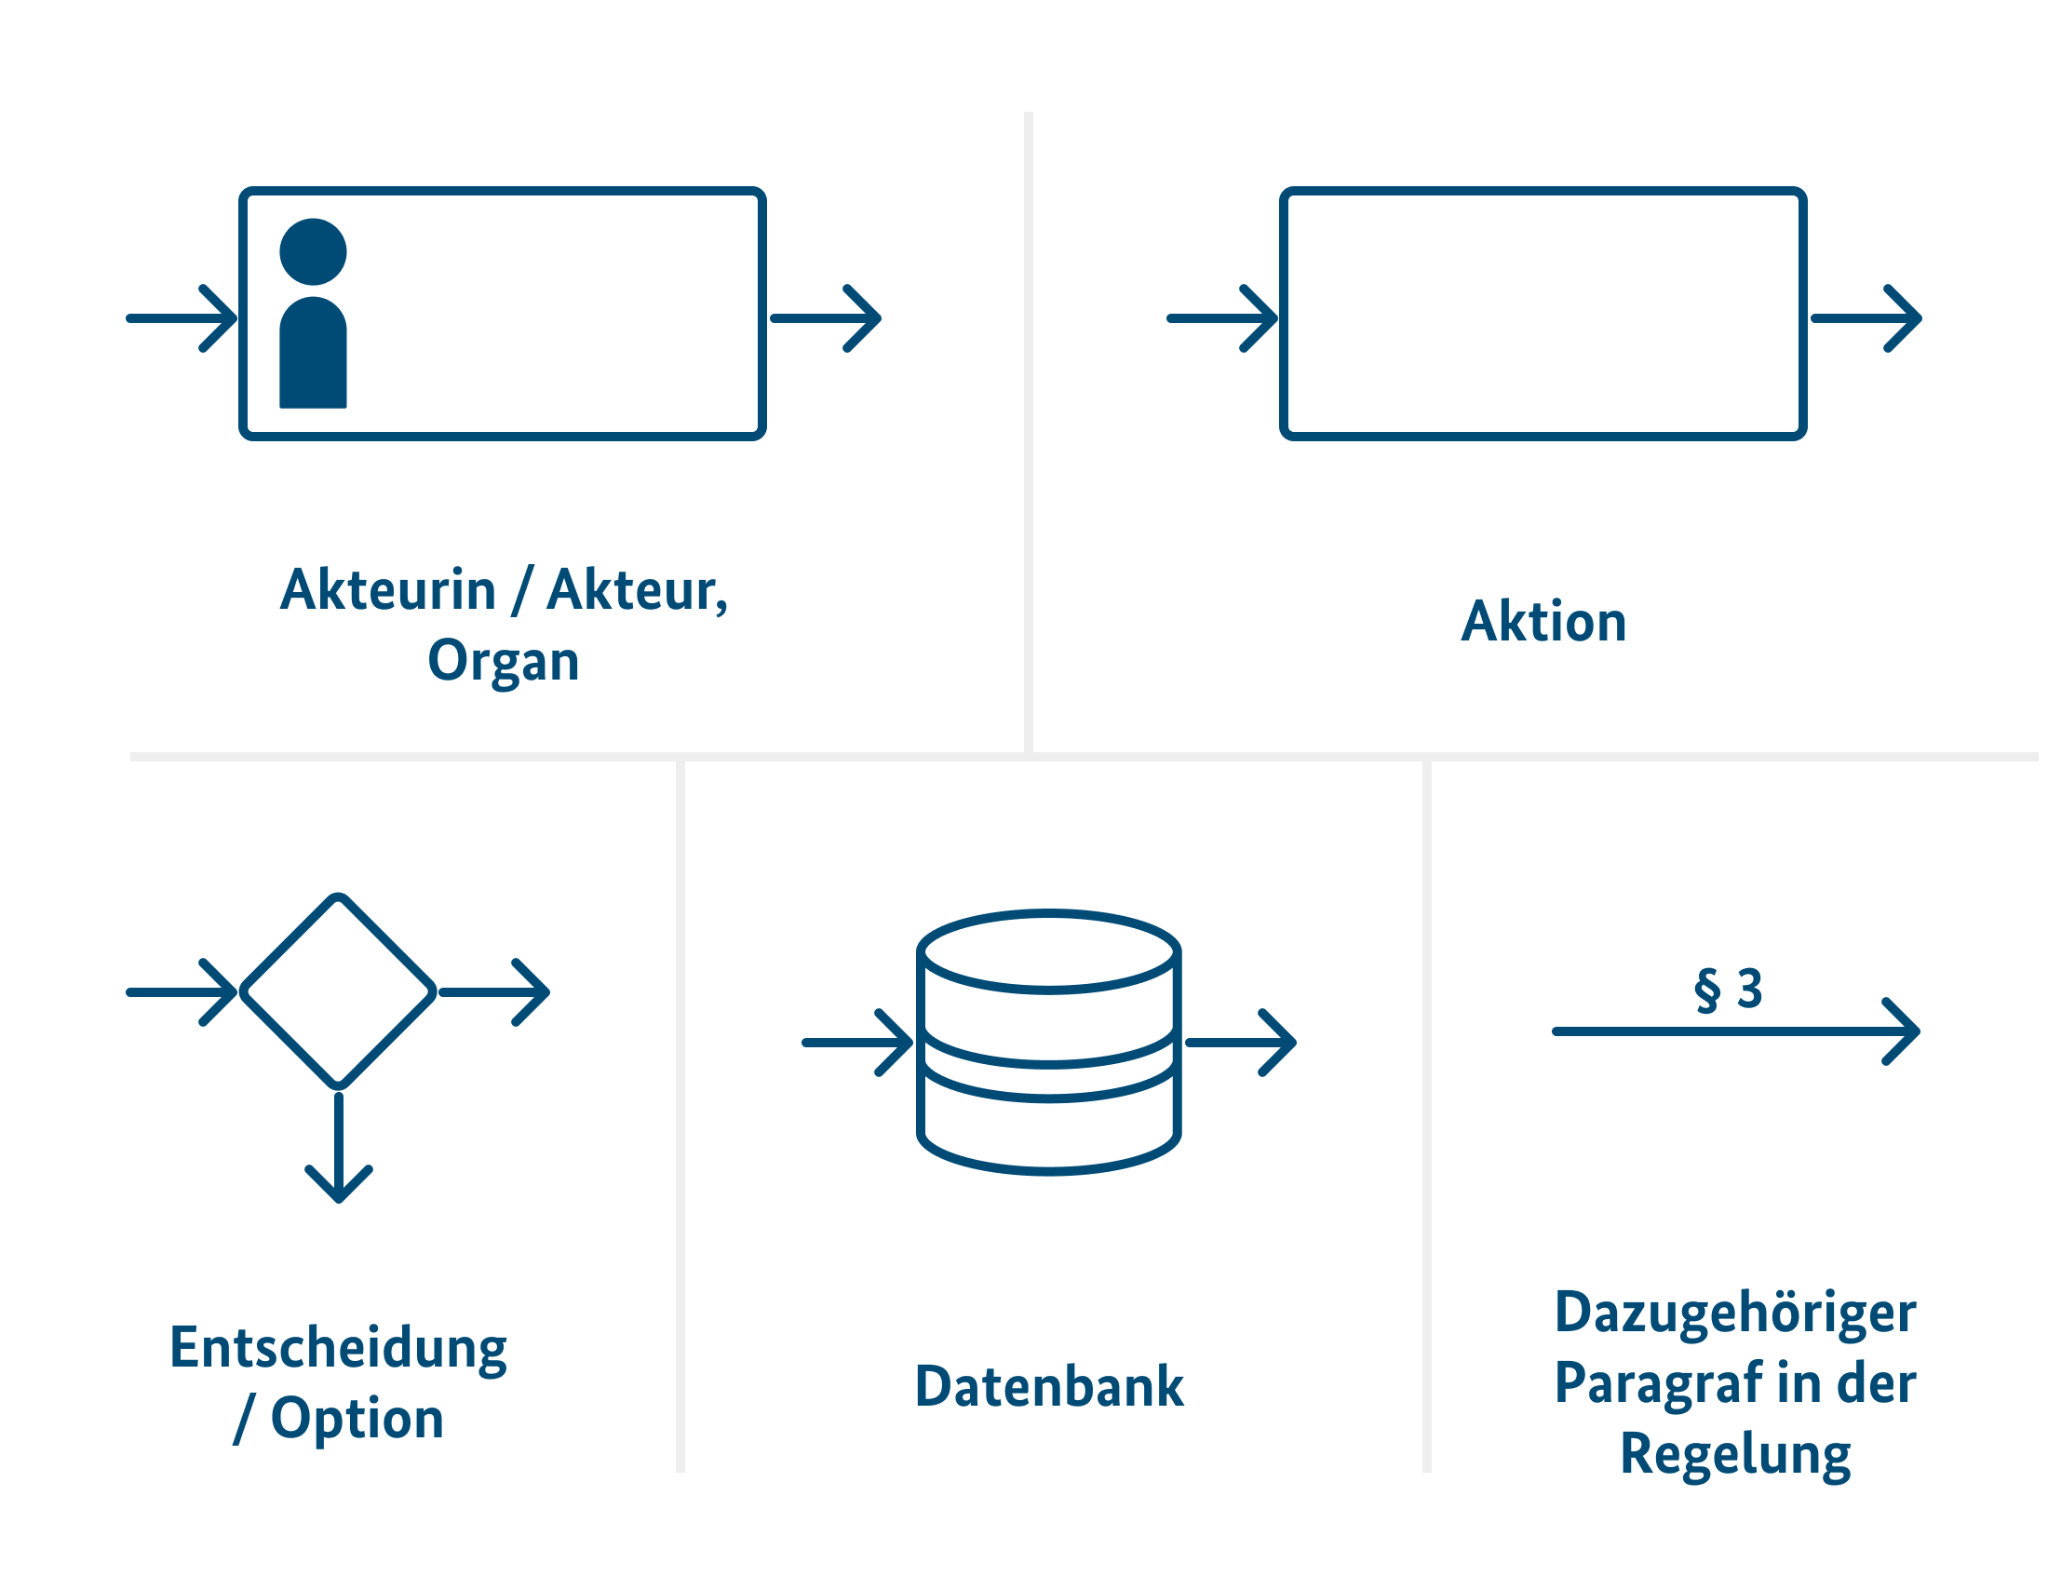 Akteurin / Akteur,
Organ
Aktion
Entscheidung
/ Option
Datenbank
§ 3
Dazugehöriger
Paragraf in der
Regelung